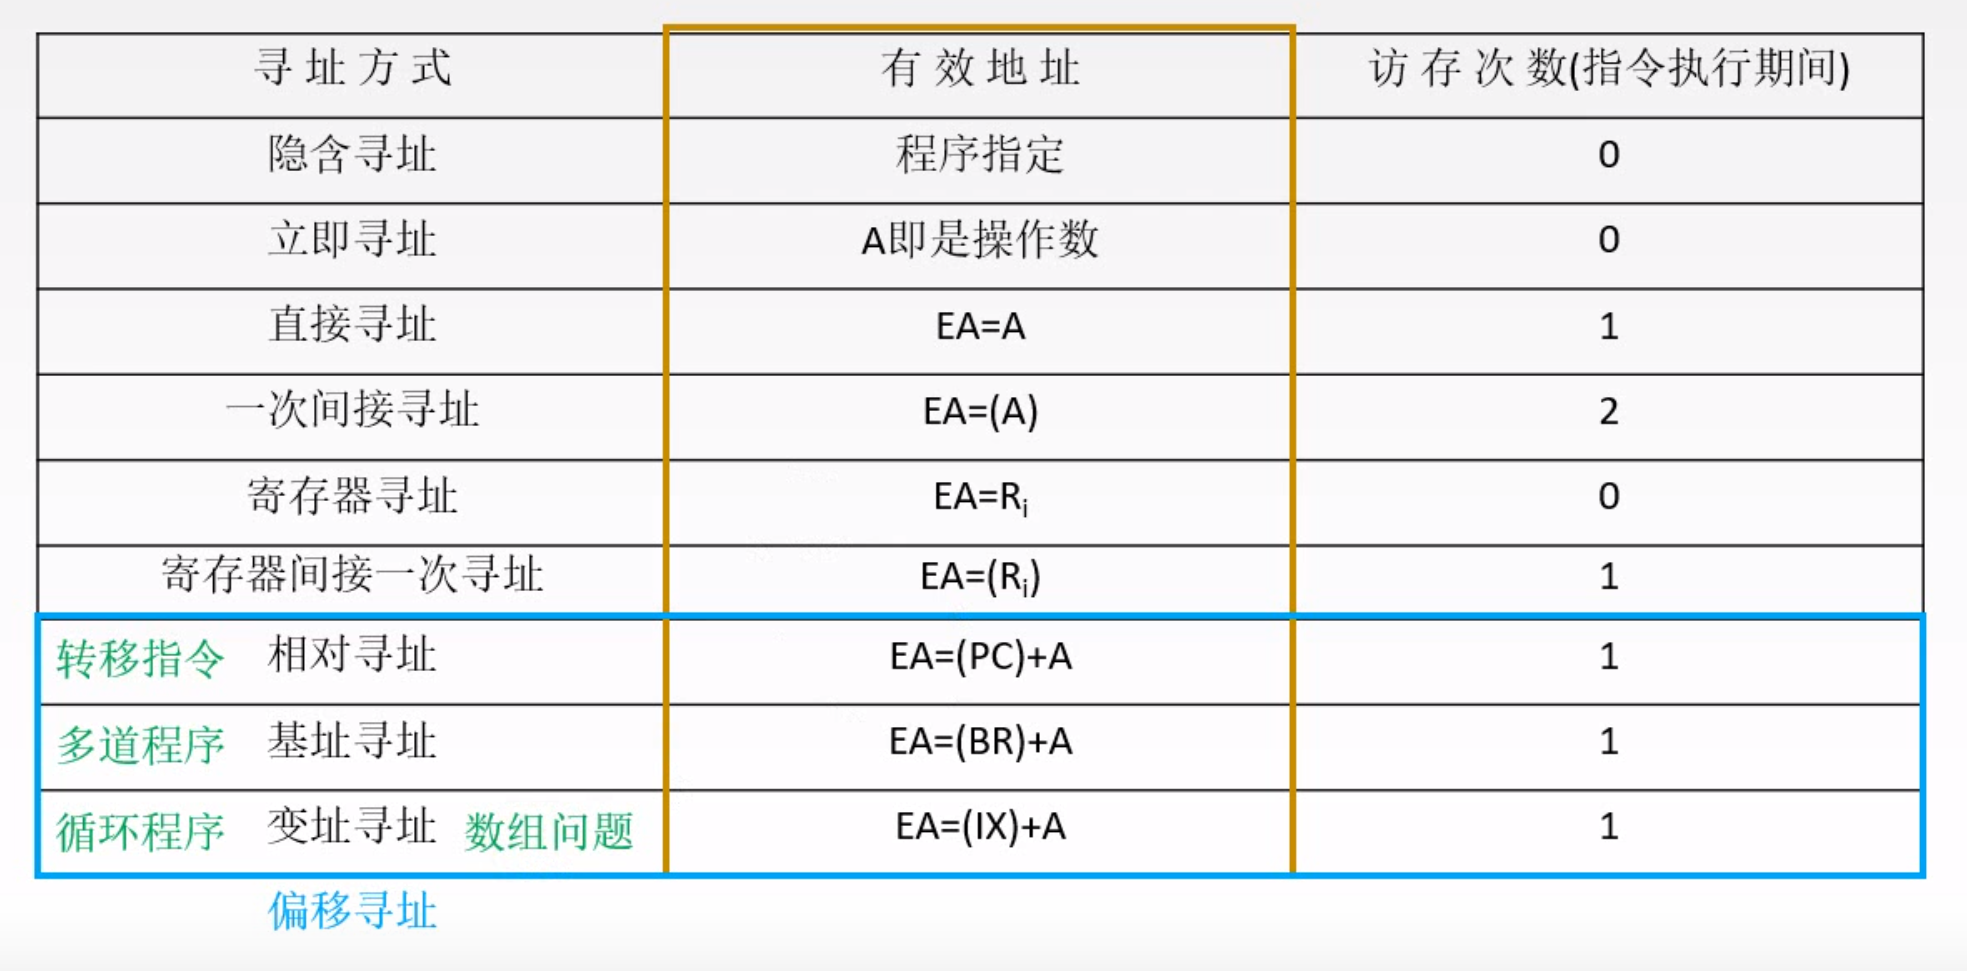 寻址方式 有效地址 访存次数(指令执行期间)
隐含寻址 程序指定 0
立即寻址 A即是操作数 0
直接寻址 EA=A 1
一次间接寻址 EA=(A) 2
寄存器寻址 EA=Rᵢ 0
寄存器间接一次寻址 EA=(Rᵢ) 1
转移指令 相对寻址 EA=(PC)+A 1
多道程序 基址寻址 EA=(BR)+A 1
循环程序 变址寻址 数组问题 EA=(IX)+A 1
偏移寻址